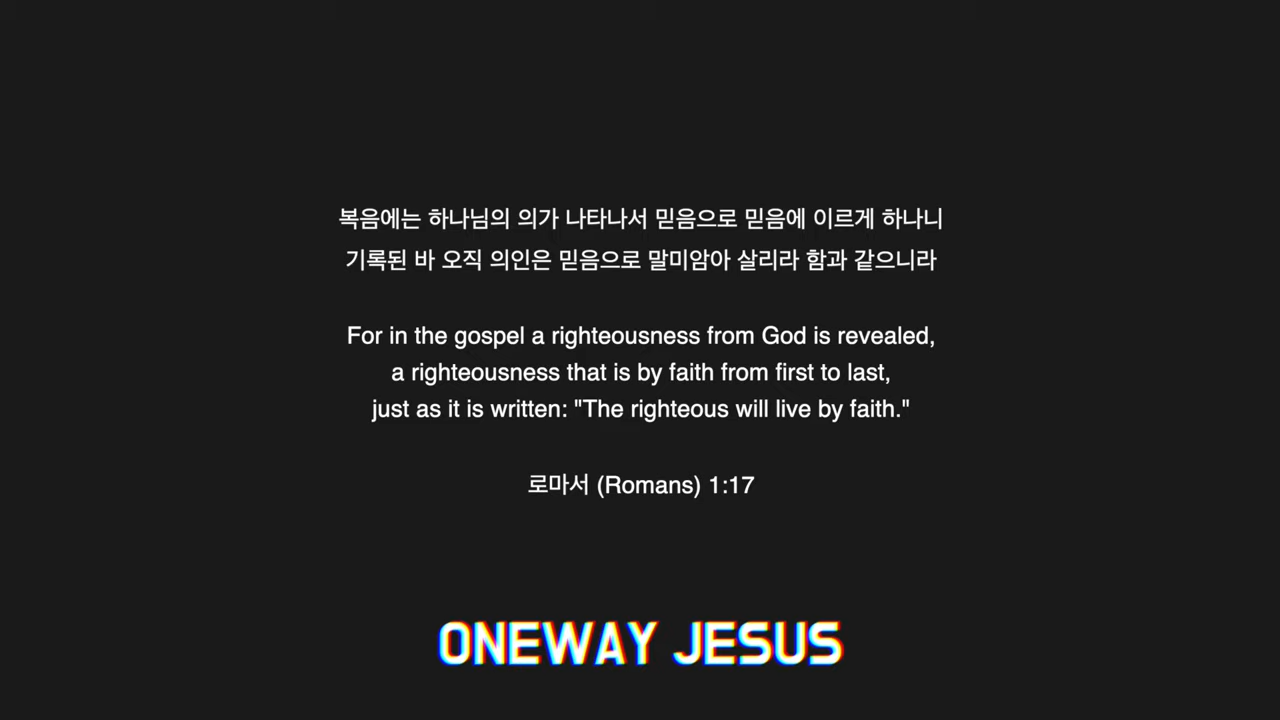 복음에는 하나님의 의가 나타나서 믿음으로 믿음에 이르게 하나니
기록된 바 오직 의인은 믿음으로 말미암아 살리라 함과 같으니라
For in the gospel a righteousness from God is revealed,
a righteousness that is by faith from first to last,
just as it is written: "The righteous will live by faith."
로마서 (Romans) 1:17
ONEWAY JESUS